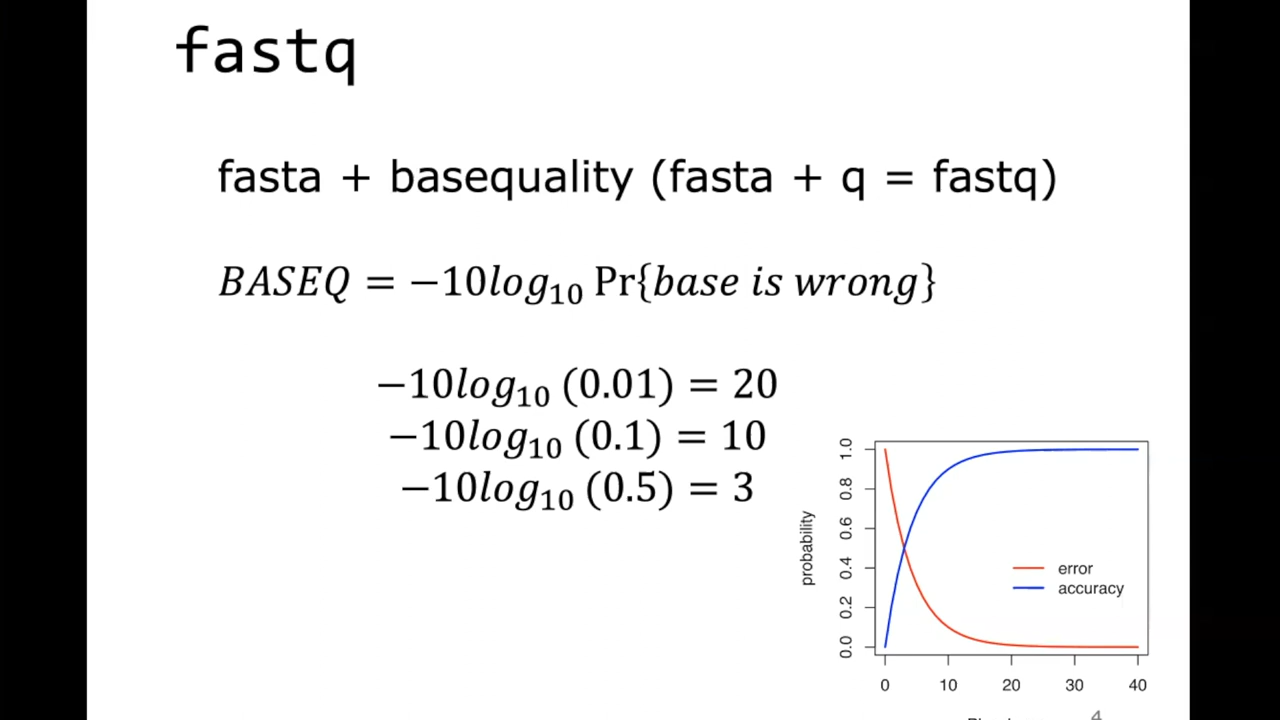 fastq
fasta + basequality (fasta + q = fastq)
BASEQ = −10log₁₀ Pr{base is wrong}
−10log₁₀ (0.01) = 20
−10log₁₀ (0.1) = 10
−10log₁₀ (0.5) = 3
probability
0.0 0.2 0.4 0.6 0.8 1.0
error
accuracy
0 10 20 30 40
4